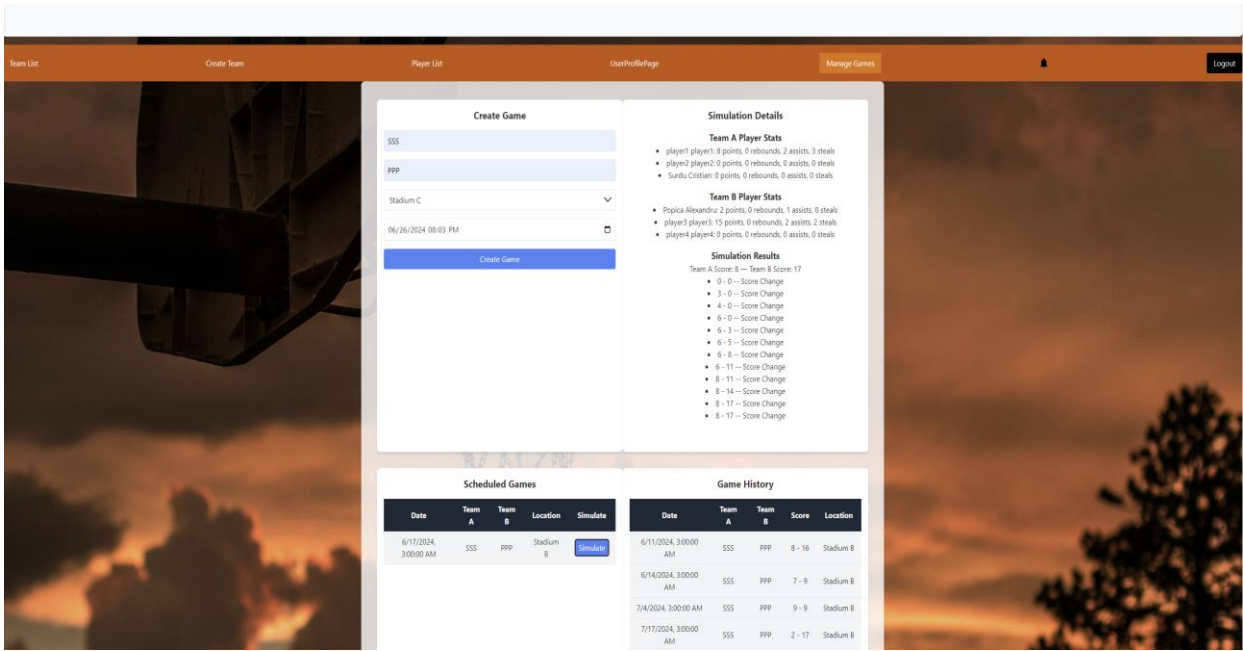 Team List
Create Team
Player List
UserProfilePage
Manage Games
Logout
Create Game
SSS
PPP
Stadium C
06/26/2024 08:03 PM
Create Game
Simulation Details
Team A Player Stats
player1 player1: 8 points, 0 rebounds, 2 assists, 3 steals
player2 player2: 0 points, 0 rebounds, 0 assists, 0 steals
Surdu Cristian: 0 points, 0 rebounds, 0 assists, 0 steals
Team B Player Stats
Popica Alexandru: 2 points, 0 rebounds, 1 assists, 0 steals
player3 player3: 15 points, 0 rebounds, 2 assists, 2 steals
player4 player4: 0 points, 0 rebounds, 0 assists, 0 steals
Simulation Results
Team A Score: 8 — Team B Score: 17
0 - 0 -- Score Change
3 - 0 -- Score Change
4 - 0 -- Score Change
6 - 0 -- Score Change
6 - 3 -- Score Change
6 - 5 -- Score Change
6 - 8 -- Score Change
6 - 11 -- Score Change
8 - 11 -- Score Change
8 - 14 -- Score Change
8 - 17 -- Score Change
8 - 17 -- Score Change
Scheduled Games
Date Team A Team B Location Simulate
6/17/2024, 3:00:00 AM SSS PPP Stadium B Simulate
Game History
Date Team A Team B Score Location
6/11/2024, 3:00:00 AM SSS PPP 8 - 16 Stadium B
6/14/2024, 3:00:00 AM SSS PPP 7 - 9 Stadium B
7/4/2024, 3:00:00 AM SSS PPP 9 - 9 Stadium B
7/17/2024, 3:00:00 AM SSS PPP 2 - 17 Stadium B